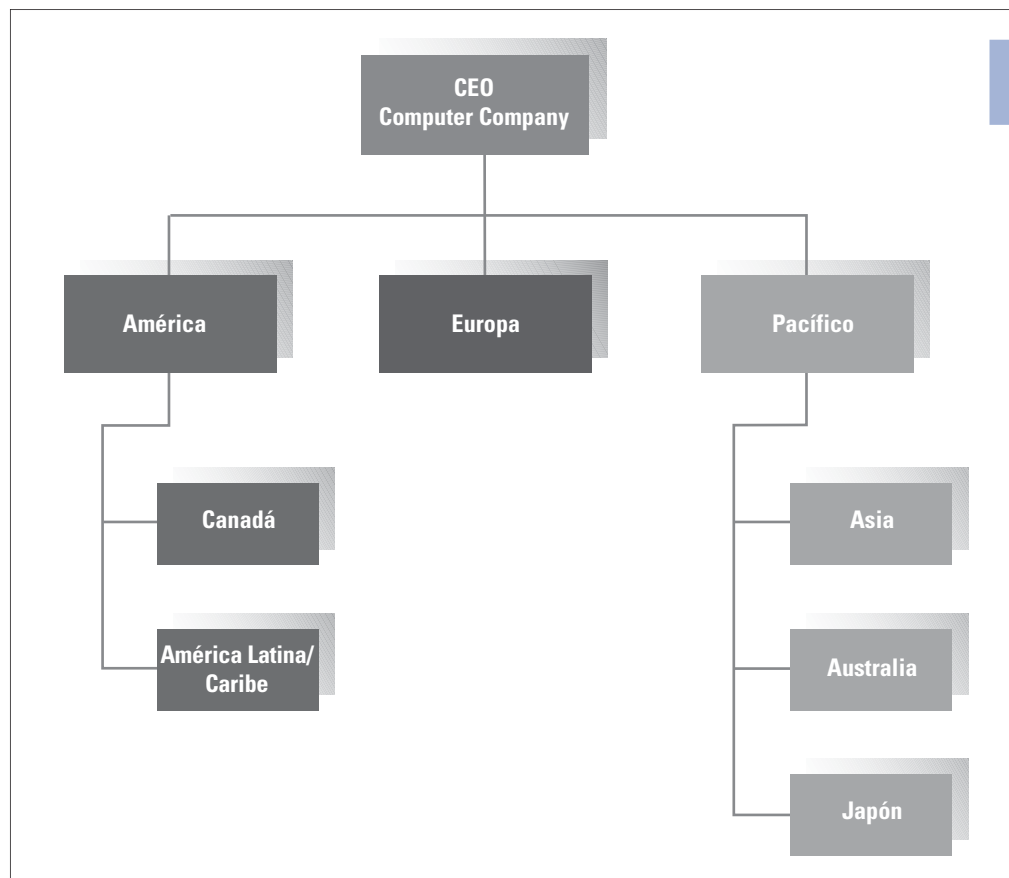 CEO
Computer Company
América
Europa
Pacífico
Canadá
América Latina/
Caribe
Asia
Australia
Japón